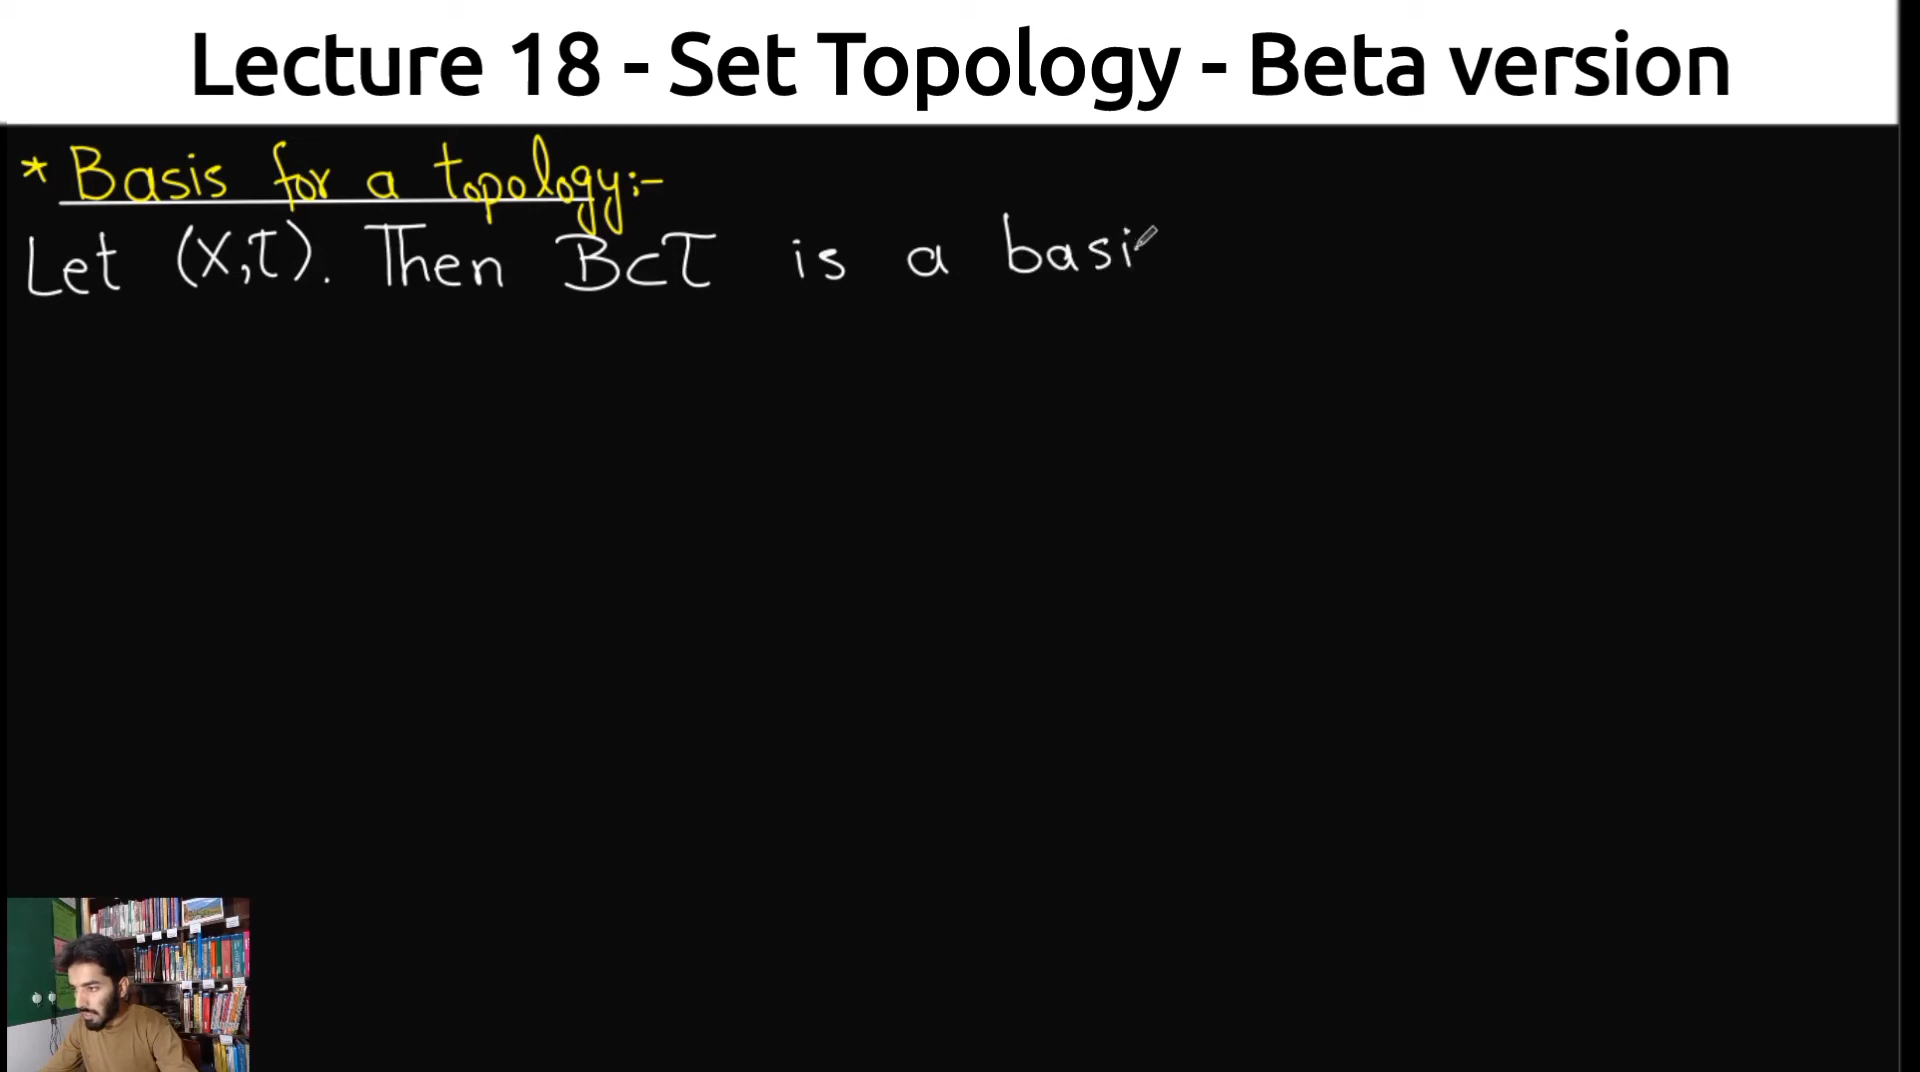 Lecture 18 - Set Topology - Beta version
* Basis for a topology:-
Let (X,τ). Then B⊂τ is a basi